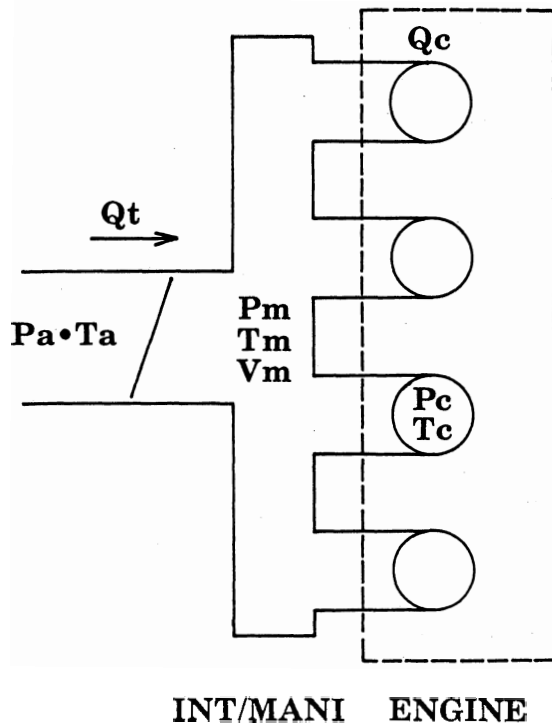 Qc
Qt
Pa•Ta
Pm
Tm
Vm
Pc
Tc
INT/MANI ENGINE